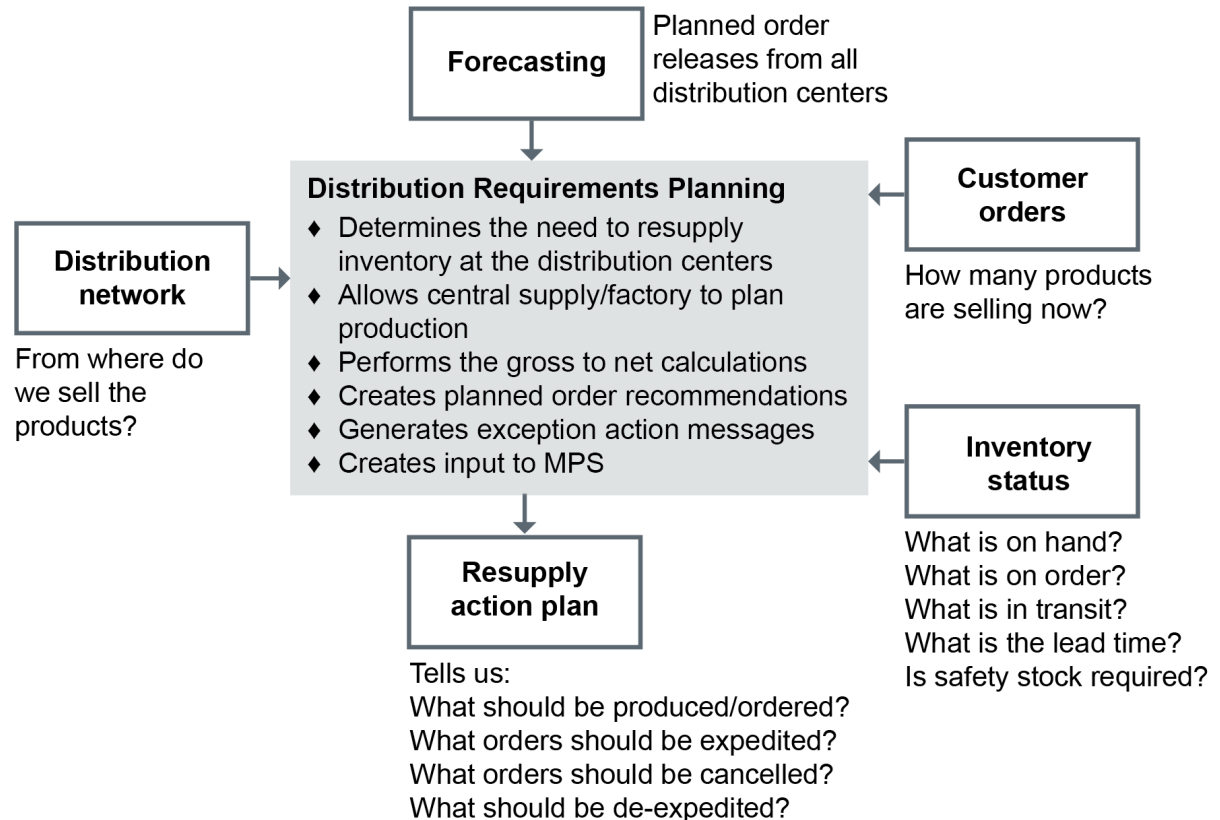 Forecasting
Planned order
releases from all
distribution centers
Customer
orders
How many products
are selling now?
Distribution
network
From where do
we sell the
products?
Distribution Requirements Planning
♦ Determines the need to resupply
inventory at the distribution centers
♦ Allows central supply/factory to plan
production
♦ Performs the gross to net calculations
♦ Creates planned order recommendations
♦ Generates exception action messages
♦ Creates input to MPS
Inventory
status
What is on hand?
What is on order?
What is in transit?
What is the lead time?
Is safety stock required?
Resupply
action plan
Tells us:
What should be produced/ordered?
What orders should be expedited?
What orders should be cancelled?
What should be de-expedited?